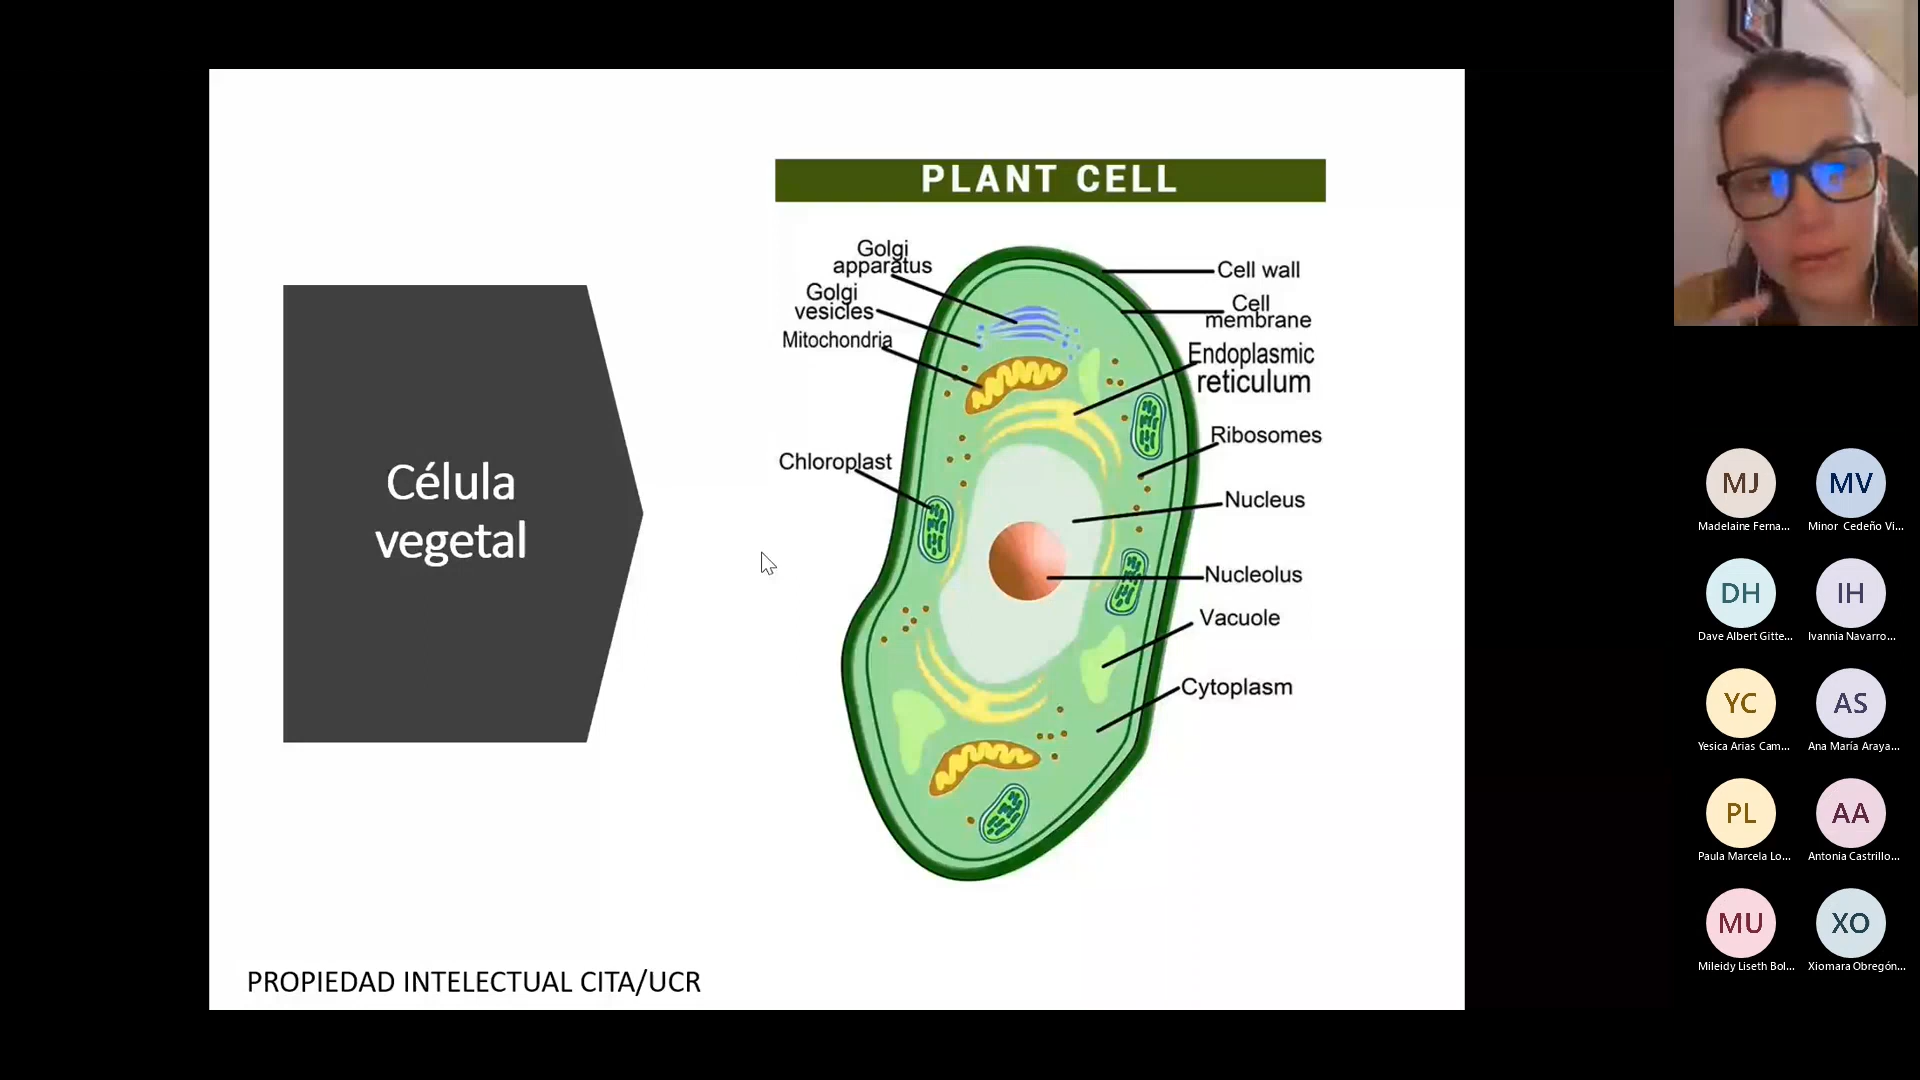 PLANT CELL
Golgi
apparatus
Golgi
vesicles
Mitochondria
Chloroplast
Cell wall
Cell
membrane
Endoplasmic
reticulum
Ribosomes
Nucleus
Nucleolus
Vacuole
Cytoplasm
Célula
vegetal
PROPIEDAD INTELECTUAL CITA/UCR
MJ
Madelaine Ferna...
MV
Minor Cedeño Vi...
DH
Dave Albert Gitte...
IH
Ivannia Navarro...
YC
Yesica Arias Cam...
AS
Ana María Araya...
PL
Paula Marcela Lo...
AA
Antonia Castrillo...
MU
Mileidy Liseth Bol...
XO
Xiomara Obregón...